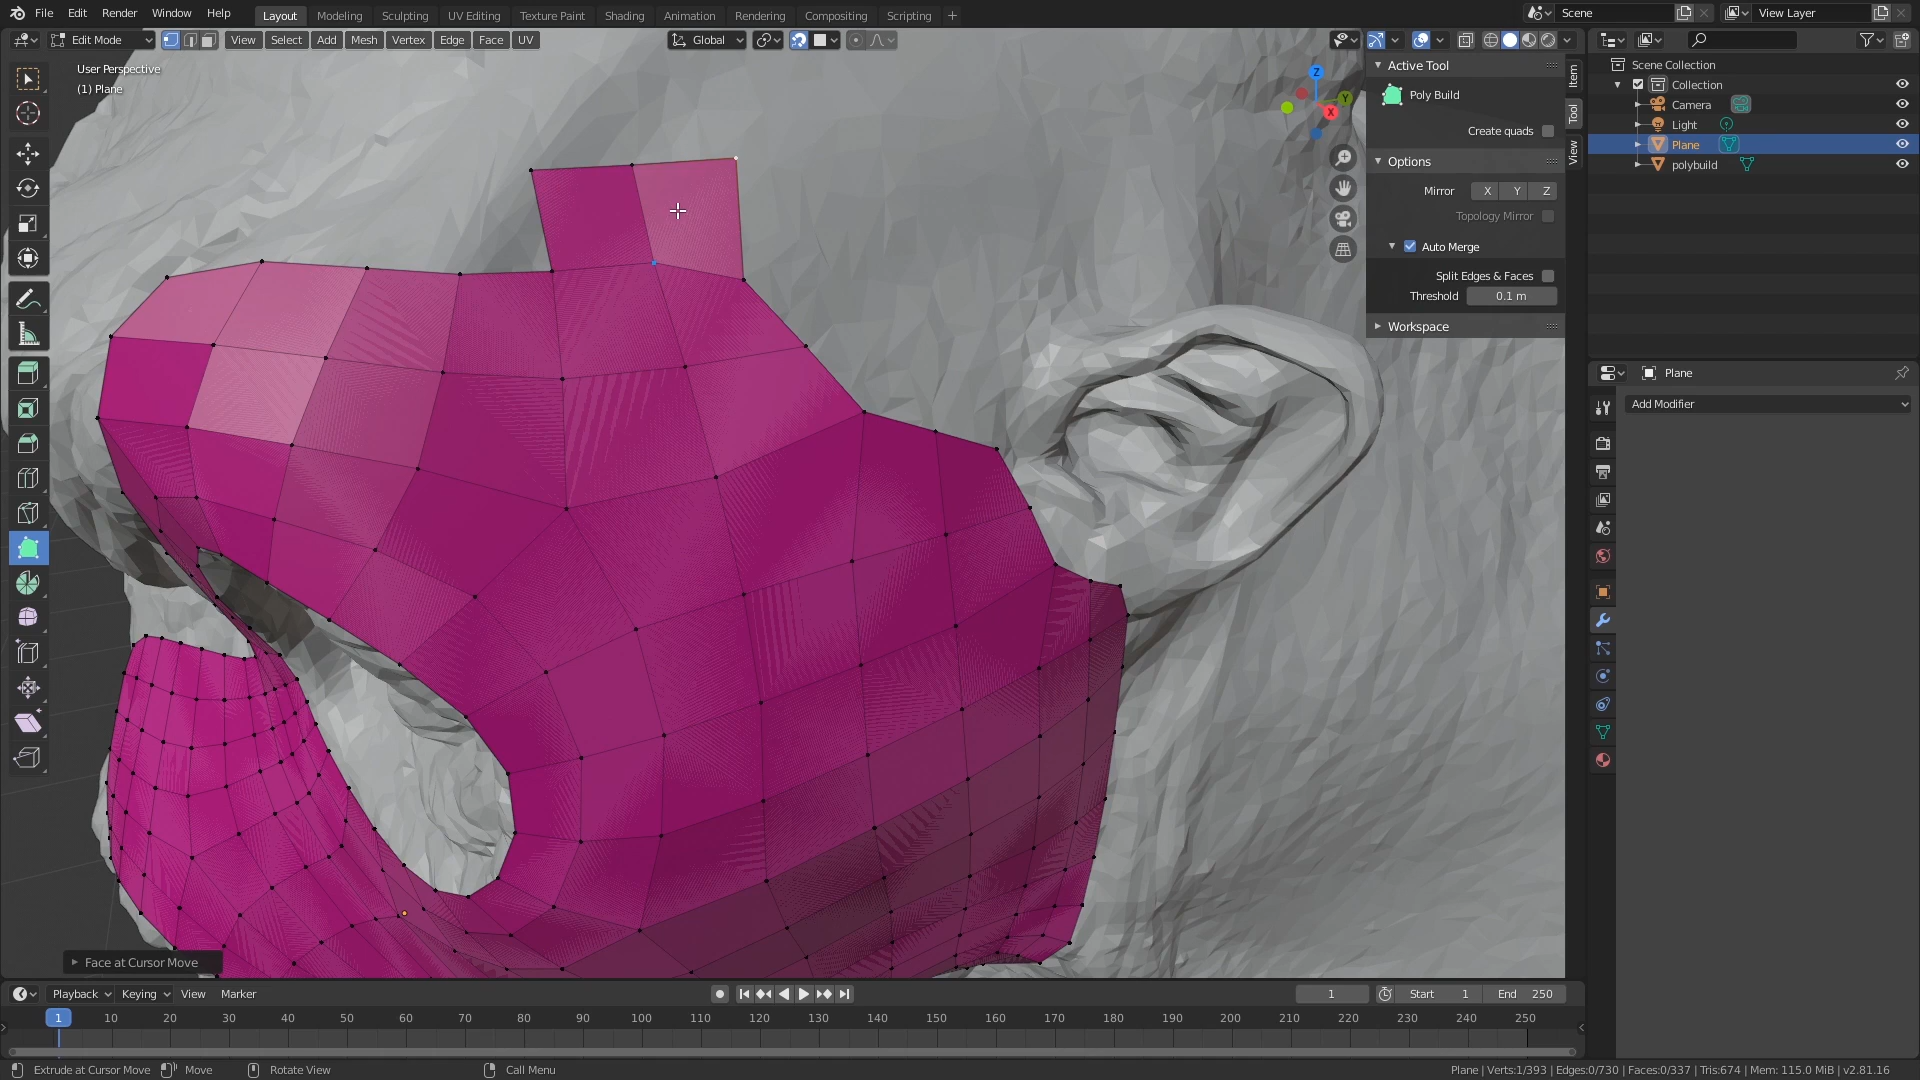 File Edit Render Window Help Layout Modeling Sculpting UV Editing Texture Paint Shading Animation Rendering Compositing Scripting + Scene View Layer
Edit Mode View Select Add Mesh Vertex Edge Face UV Global
User Perspective
(1) Plane
Z
Y
X
Active Tool
Poly Build
Create quads
Options
Mirror X Y Z
Topology Mirror
Auto Merge
Split Edges & Faces
Threshold 0.1 m
Workspace
Item
Tool
View
Scene Collection
Collection
Camera
Light
Plane
polybuild
Plane
Add Modifier
Face at Cursor Move
Playback Keying View Marker 1 Start 1 End 250
1 10 20 30 40 50 60 70 80 90 100 110 120 130 140 150 160 170 180 190 200 210 220 230 240 250
Extrude at Cursor Move Move Rotate View Call Menu Plane | Verts:1/393 | Edges:0/730 | Faces:0/337 | Tris:674 | Mem: 115.0 MiB | v2.81.16